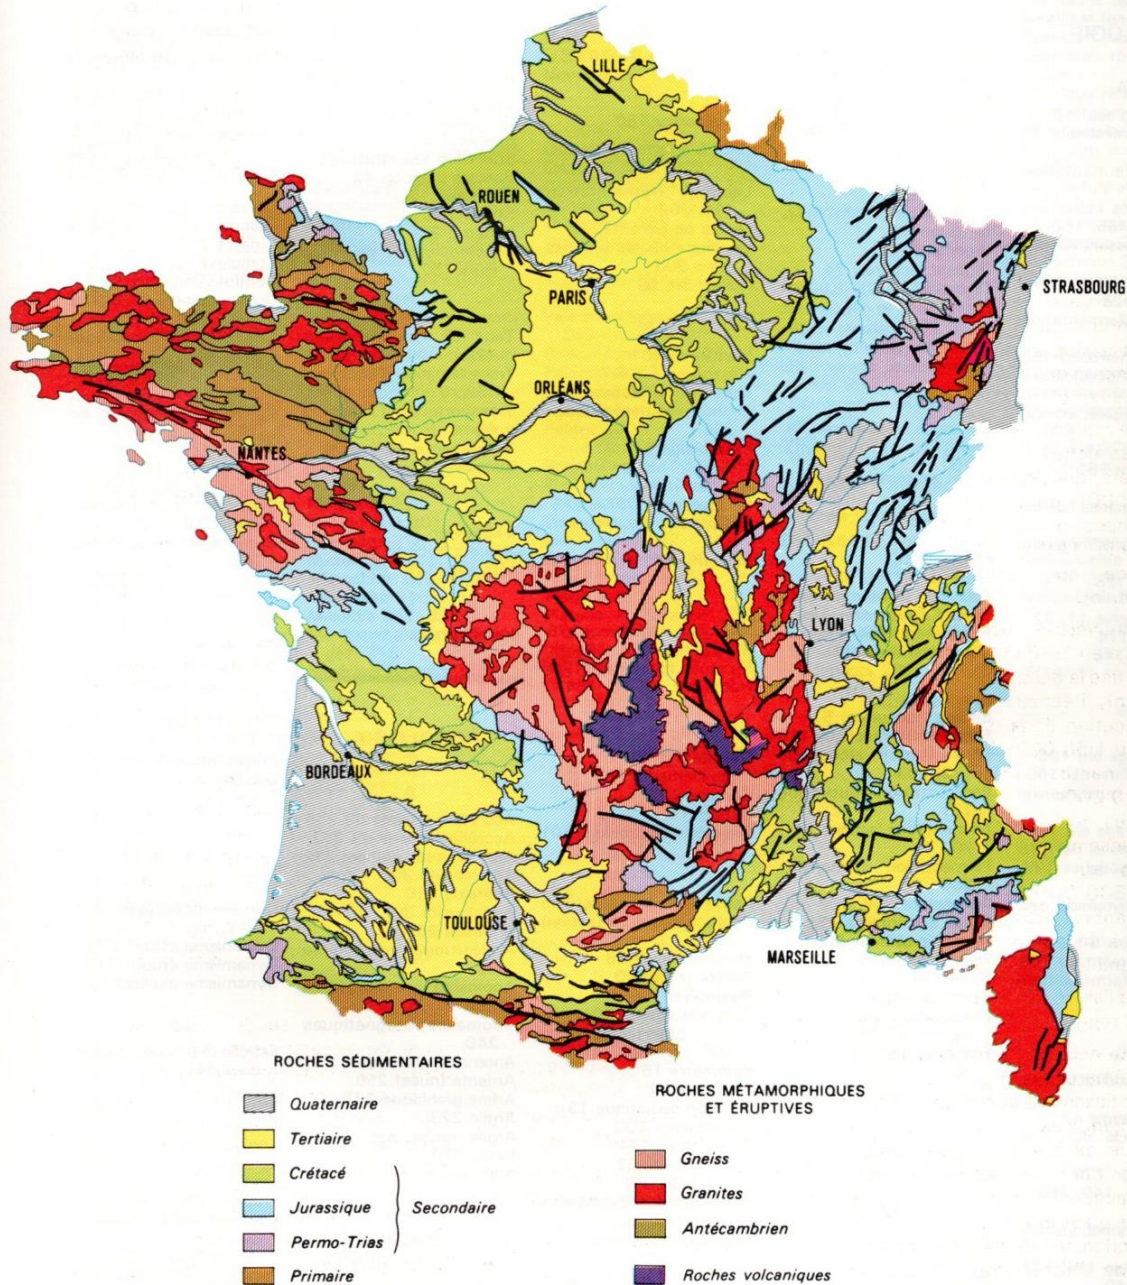 LILLE
ROUEN
STRASBOURG
PARIS
ORLÉANS
NANTES
LYON
BORDEAUX
TOULOUSE
MARSEILLE
ROCHES SÉDIMENTAIRES
Quaternaire
Tertiaire
Crétacé
Jurassique
Secondaire
Permo-Trias
Primaire
ROCHES MÉTAMORPHIQUES
ET ÉRUPTIVES
Gneiss
Granites
Antécambrien
Roches volcaniques